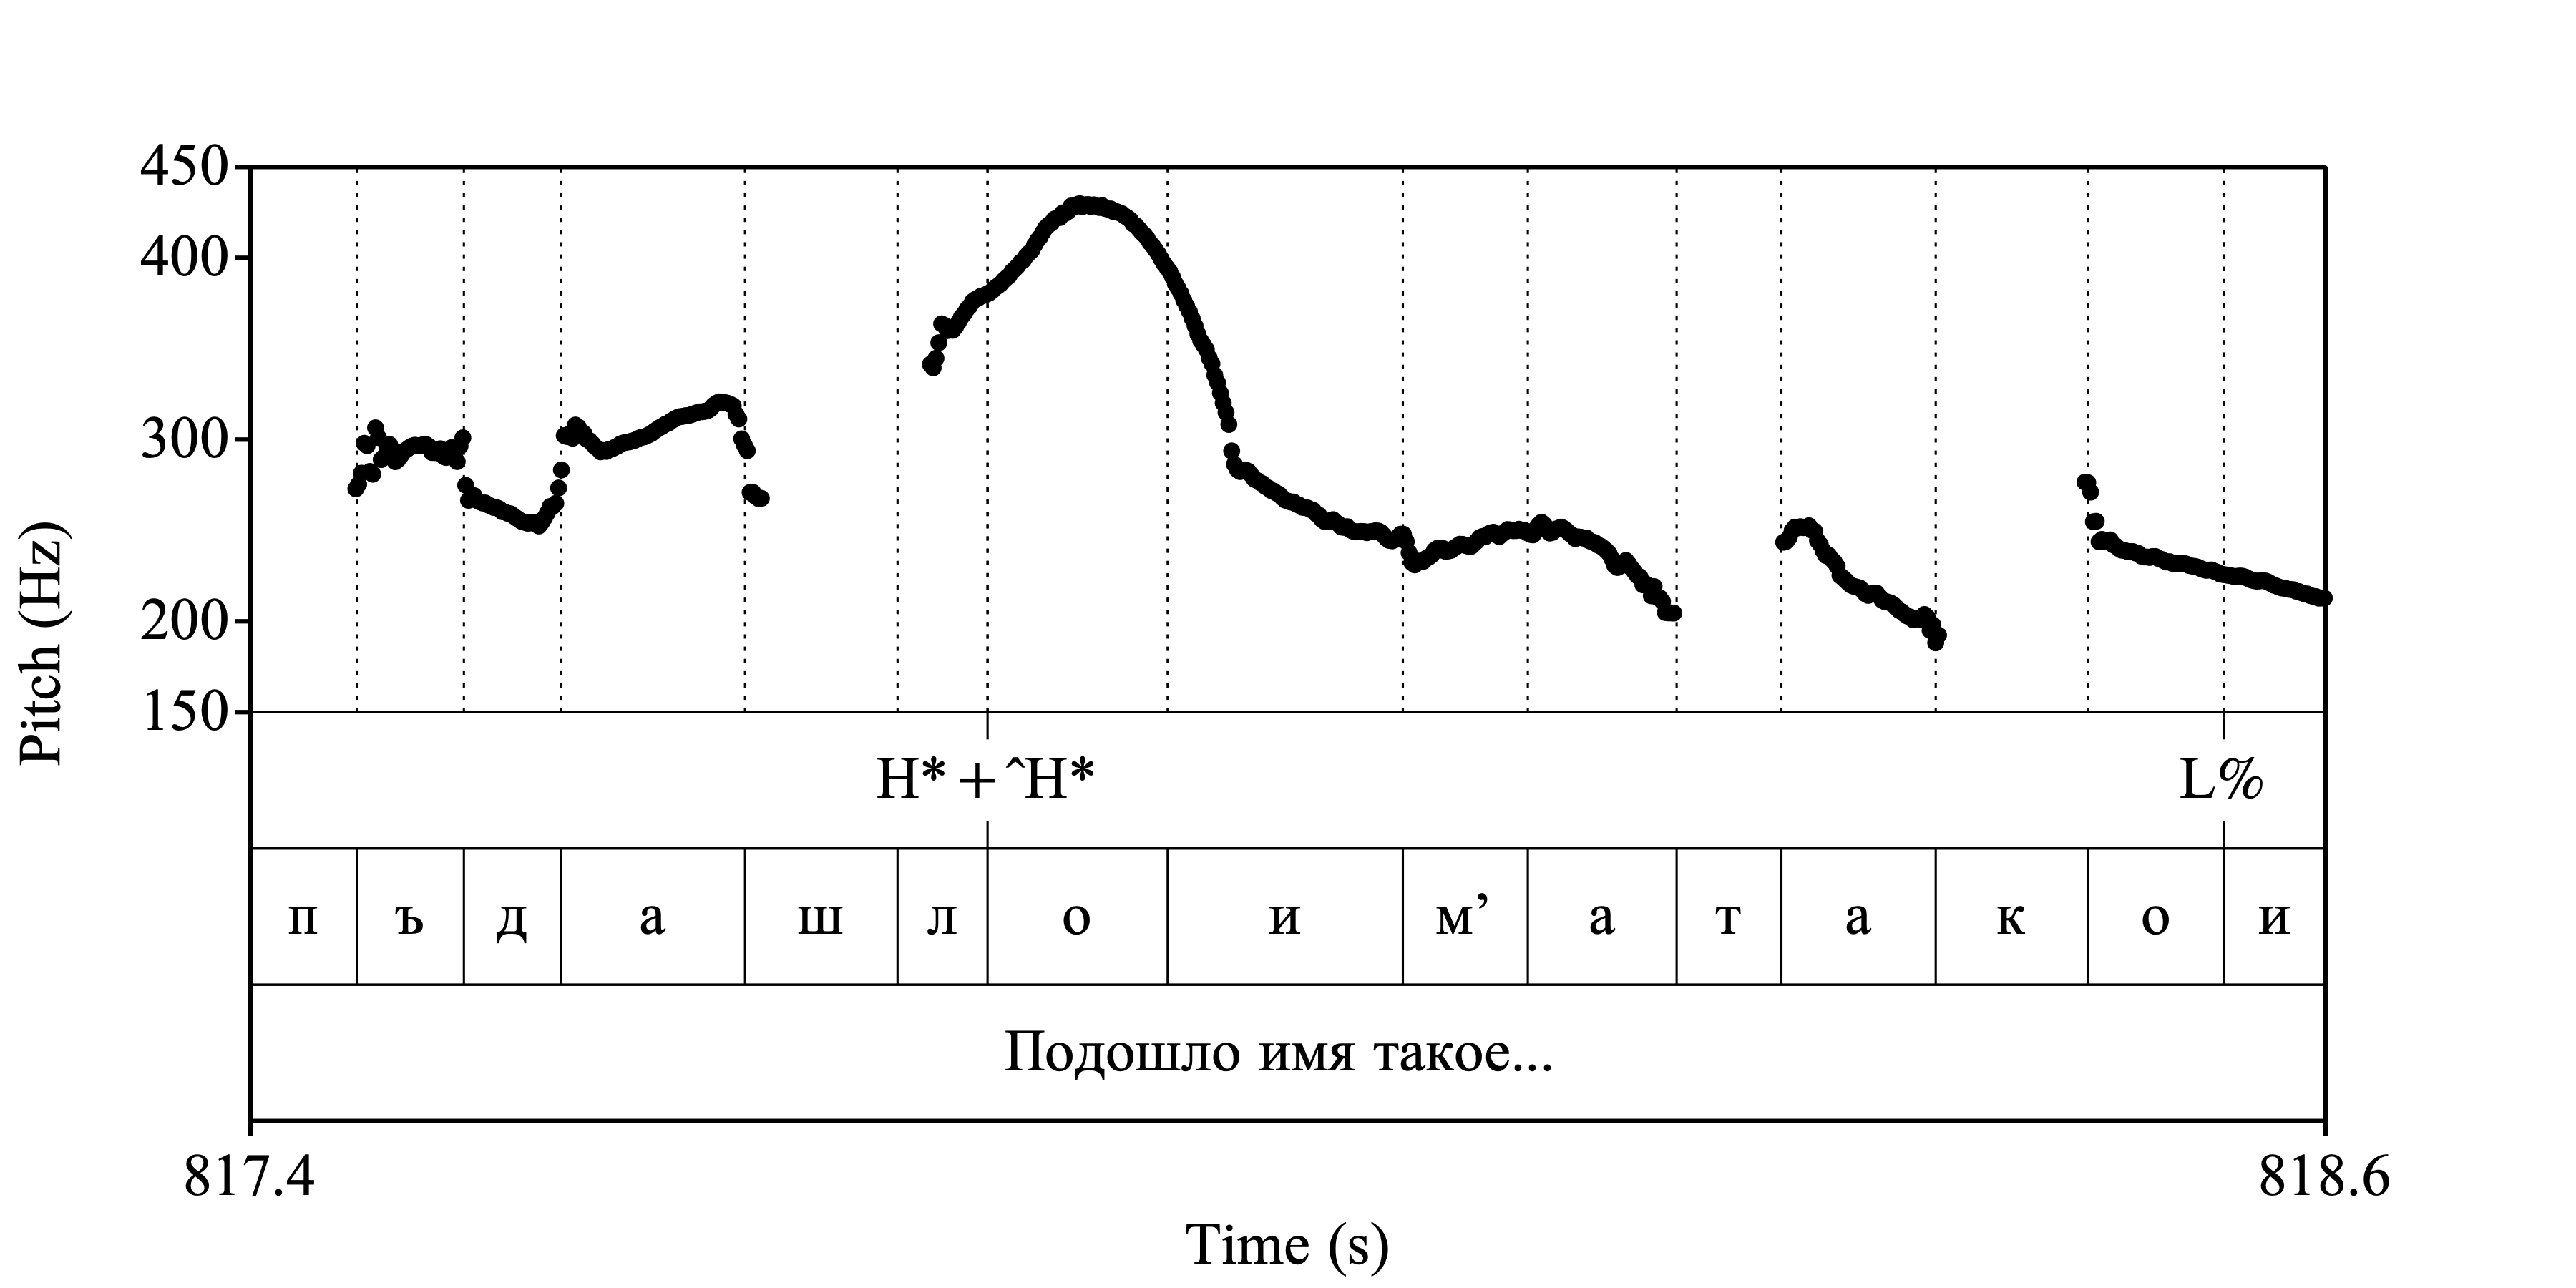 450
400
300
200
150
Pitch (Hz)
H* + ^H* L%
п ъ д а ш л о и м’ а т а к о и
Подошло имя такое...
817.4 818.6
Time (s)